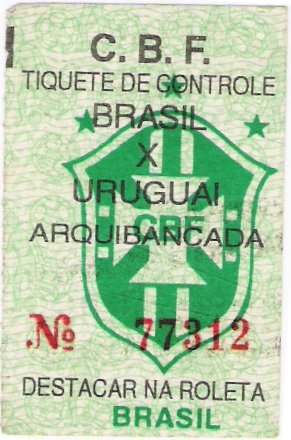 C. B. F.
TIQUETE DE CONTROLE
BRASIL
X
URUGUAI
CBF
ARQUIBANCADA
Nº 77312
DESTACAR NA ROLETA
BRASIL